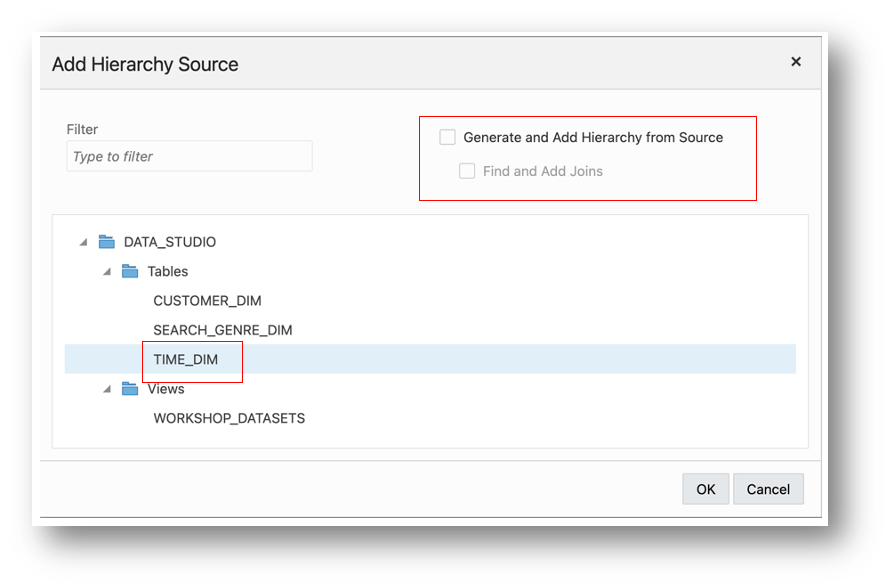 Add Hierarchy Source
Filter
Type to filter
Generate and Add Hierarchy from Source
Find and Add Joins
DATA_STUDIO
Tables
CUSTOMER_DIM
SEARCH_GENRE_DIM
TIME_DIM
Views
WORKSHOP_DATASETS
OK Cancel